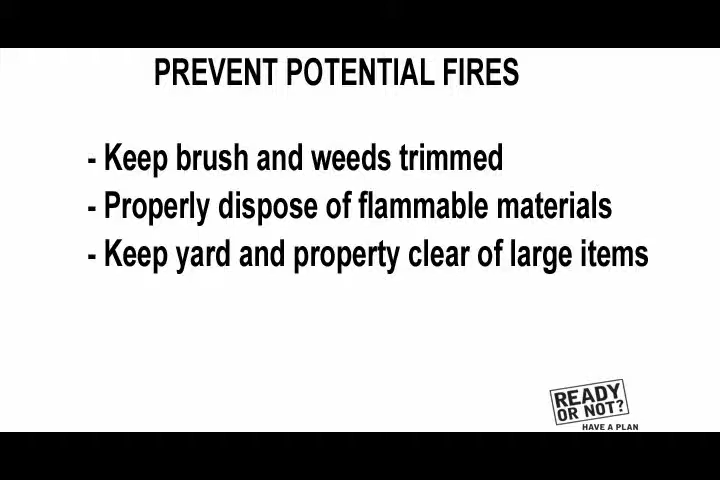 PREVENT POTENTIAL FIRES
- Keep brush and weeds trimmed
- Properly dispose of flammable materials
- Keep yard and property clear of large items
READY
OR NOT?
HAVE A PLAN